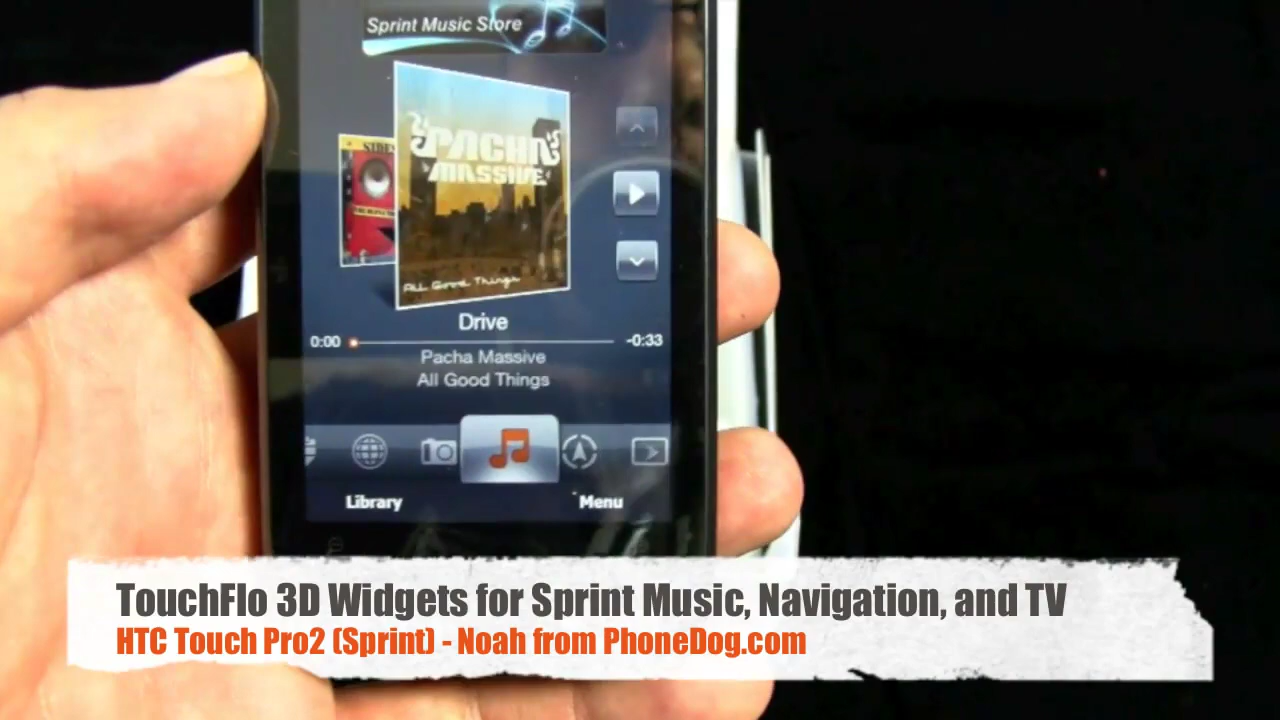 Sprint Music Store
PACHA
MASSIVE
All Good Things
Drive
0:00
-0:33
Pacha Massive
All Good Things
Library
Menu
TouchFlo 3D Widgets for Sprint Music, Navigation, and TV
HTC Touch Pro2 (Sprint) - Noah from PhoneDog.com